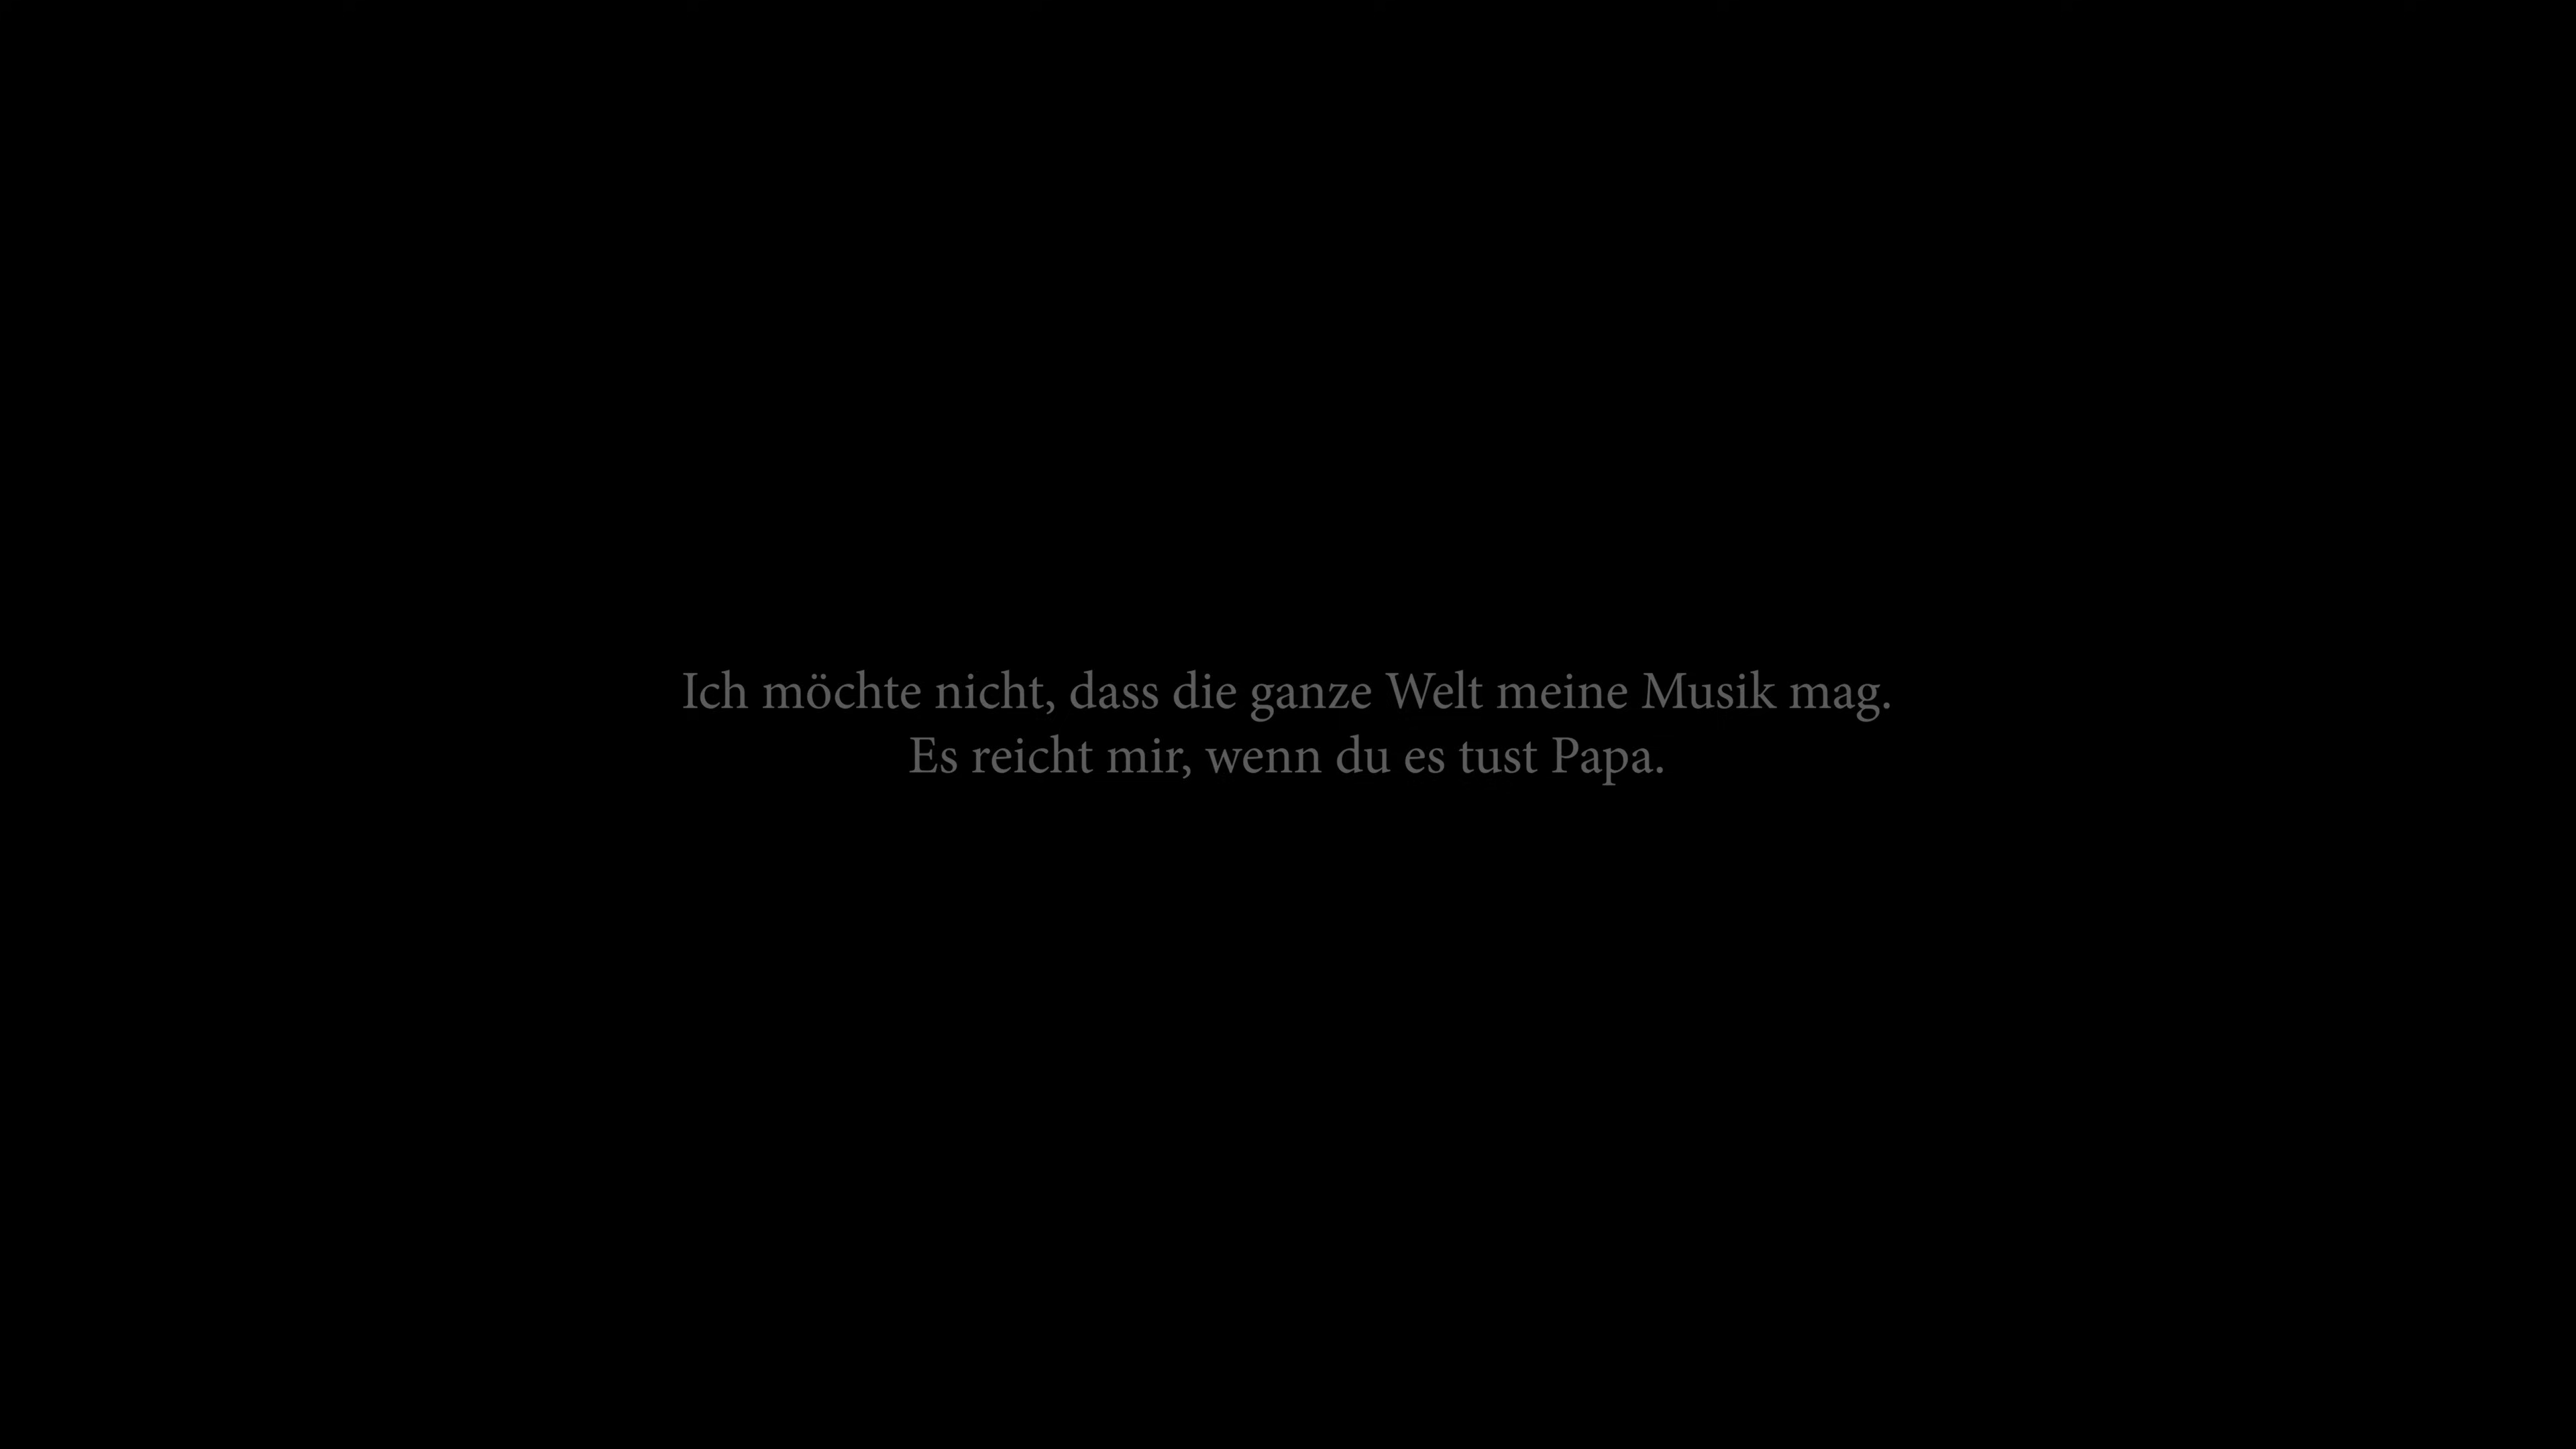 Ich möchte nicht, dass die ganze Welt meine Musik mag.
Es reicht mir, wenn du es tust Papa.